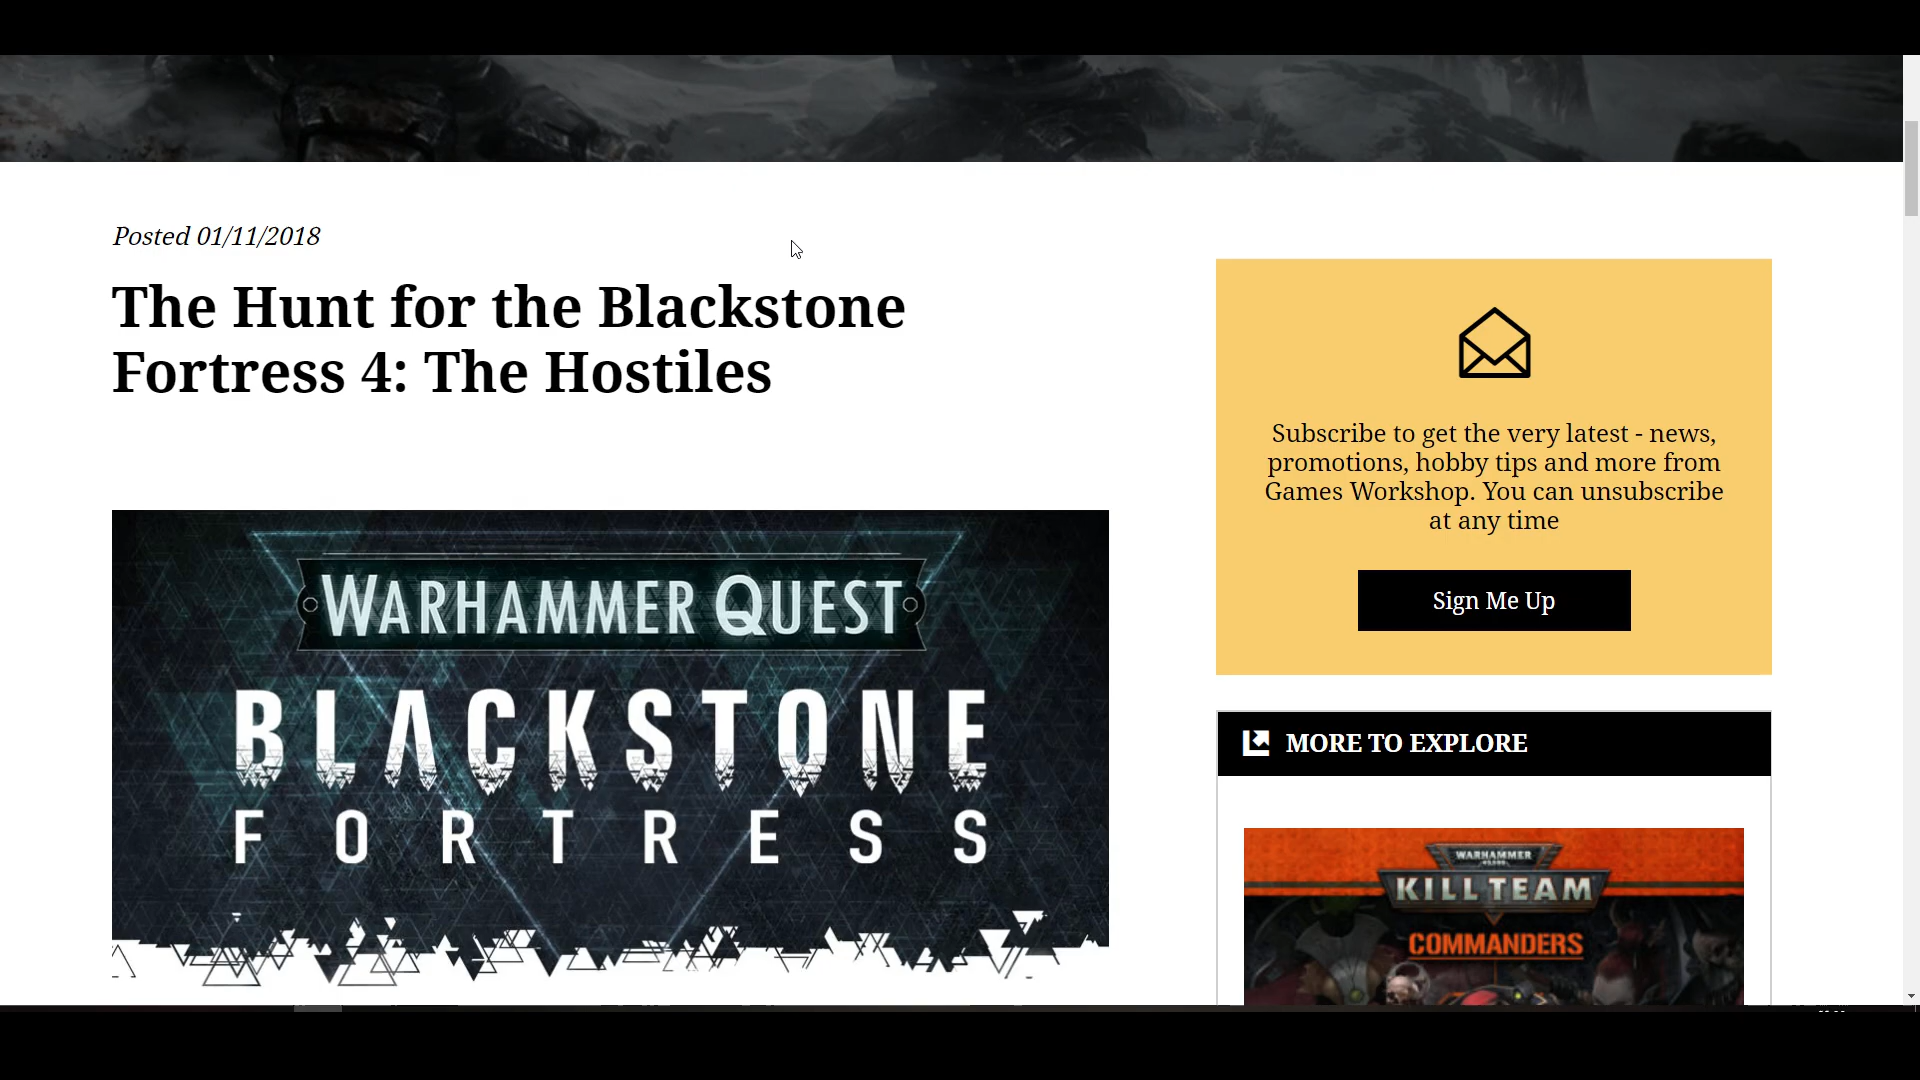 Posted 01/11/2018
The Hunt for the Blackstone
Fortress 4: The Hostiles
WARHAMMER QUEST
BLACKSTONE
FORTRESS
Subscribe to get the very latest - news,
promotions, hobby tips and more from
Games Workshop. You can unsubscribe
at any time
Sign Me Up
MORE TO EXPLORE
WARHAMMER
KILL TEAM
COMMANDERS